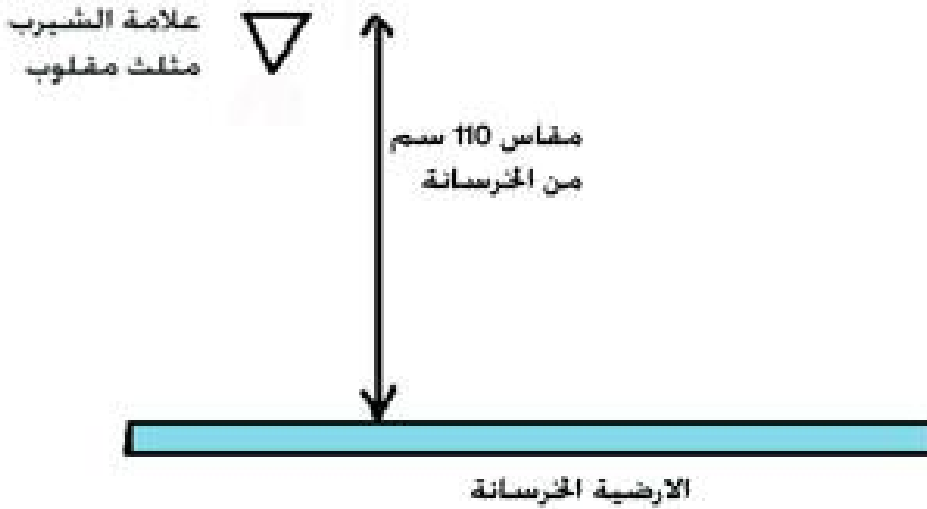 علامة الشيرب
مثلث مقلوب
مقاس 110 سم
من الخرسانة
الارضية الخرسانة